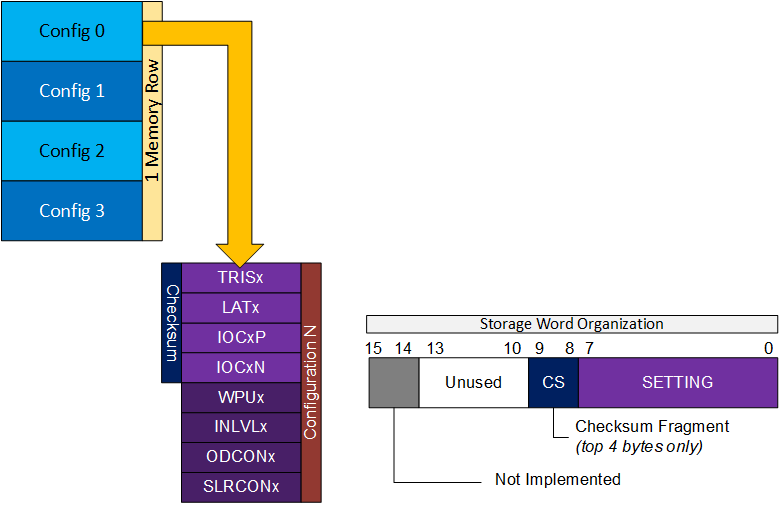 Config 0
Config 1
Config 2
Config 3
1 Memory Row
Checksum
TRISx
LATx
IOCxP
IOCxN
WPUx
INLVLx
ODCONx
SLRCONx
Configuration N
Storage Word Organization
15 14 13 10 9 8 7 0
Unused CS SETTING
Checksum Fragment
(top 4 bytes only)
Not Implemented